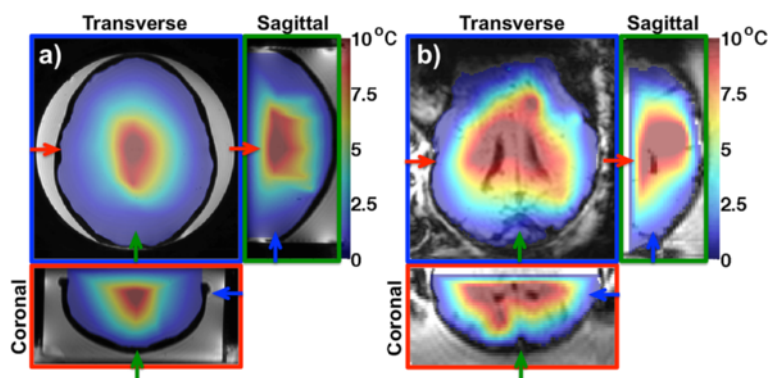 Transverse Sagittal
a)
10 °C
7.5
5
2.5
0
Coronal
Transverse Sagittal
b)
10 °C
7.5
5
2.5
0
Coronal